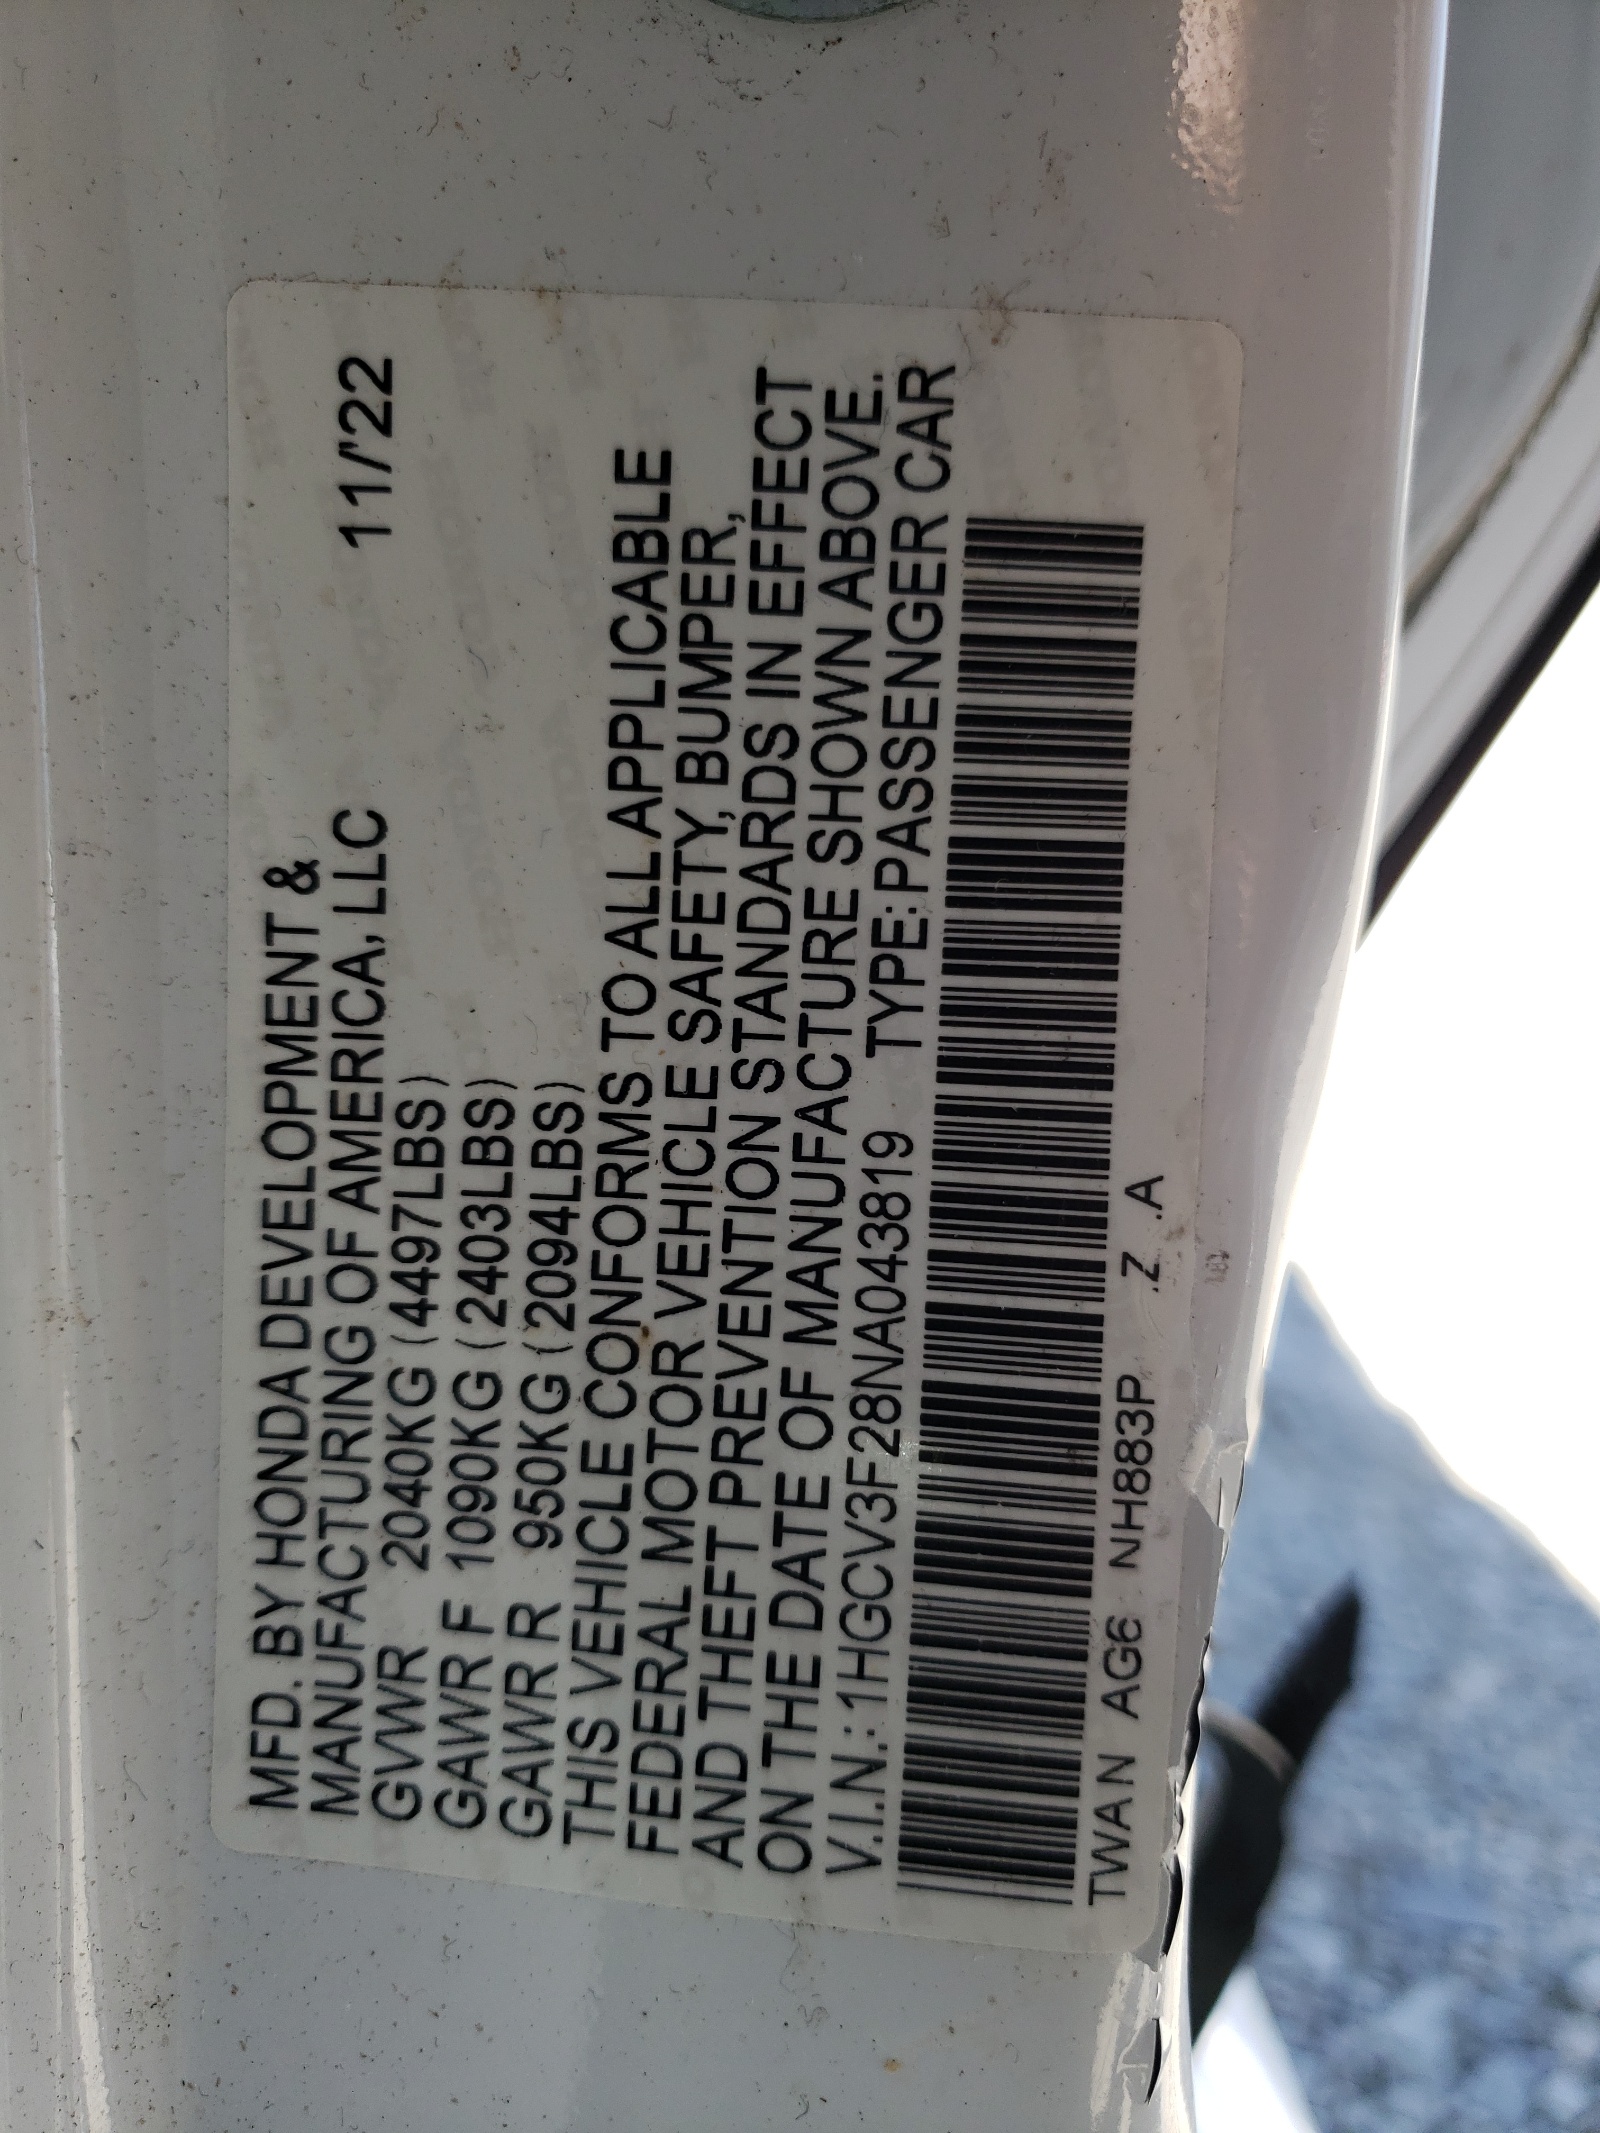 MFD. BY HONDA DEVELOPMENT &
MANUFACTURING OF AMERICA, LLC 11/'22
GVWR 2040KG (4497LBS)
GAWR F 1090KG (2403LBS)
GAWR R 950KG (2094LBS)
THIS VEHICLE CONFORMS TO ALL APPLICABLE
FEDERAL MOTOR VEHICLE SAFETY, BUMPER,
AND THEFT PREVENTION STANDARDS IN EFFECT
ON THE DATE OF MANUFACTURE SHOWN ABOVE.
V.I.N.:1HGCV3F28NA043819 TYPE: PASSENGER CAR
TWAN AG6 NH883P .Z .A